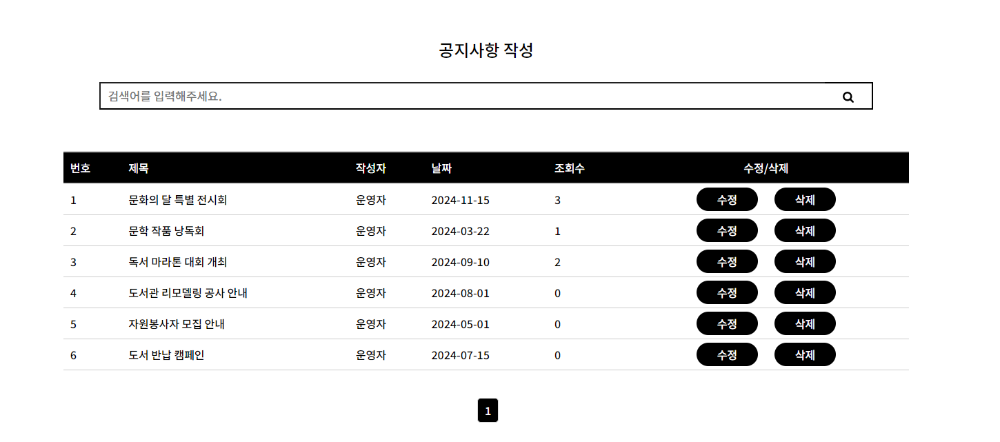 공지사항 작성
검색어를 입력해주세요.
번호 제목 작성자 날짜 조회수 수정/삭제
1 문화의 달 특별 전시회 운영자 2024-11-15 3 수정 삭제
2 문학 작품 낭독회 운영자 2024-03-22 1 수정 삭제
3 독서 마라톤 대회 개최 운영자 2024-09-10 2 수정 삭제
4 도서관 리모델링 공사 안내 운영자 2024-08-01 0 수정 삭제
5 자원봉사자 모집 안내 운영자 2024-05-01 0 수정 삭제
6 도서 반납 캠페인 운영자 2024-07-15 0 수정 삭제
1